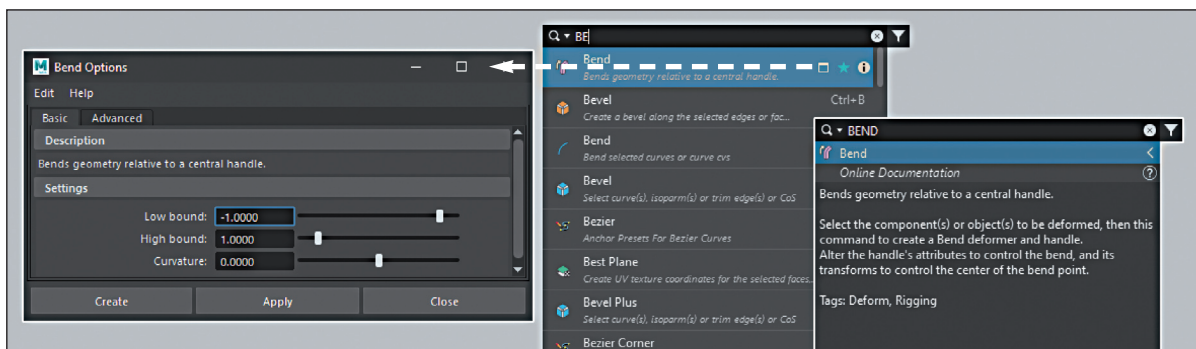 Bend Options
Edit Help
Basic Advanced
Description
Bends geometry relative to a central handle.
Settings
Low bound: -1.0000
High bound: 1.0000
Curvature: 0.0000
Create Apply Close
BE
Bend
Bends geometry relative to a central handle.
Bevel Ctrl+B
Create a bevel along the selected edges or fac...
Bend
Bend selected curves or curve cvs
Bevel
Select curve(s), isoparm(s) or trim edge(s) or CoS
Bezier
Anchor Presets For Bezier Curves
Best Plane
Create UV texture coordinates for the selected faces...
Bevel Plus
Select curve(s), isoparm(s) or trim edge(s) or CoS
Bezier Corner
BEND
Bend
Online Documentation
Bends geometry relative to a central handle.
Select the component(s) or object(s) to be deformed, then this
command to create a Bend deformer and handle.
Alter the handle's attributes to control the bend, and its
transforms to control the center of the bend point.
Tags: Deform, Rigging